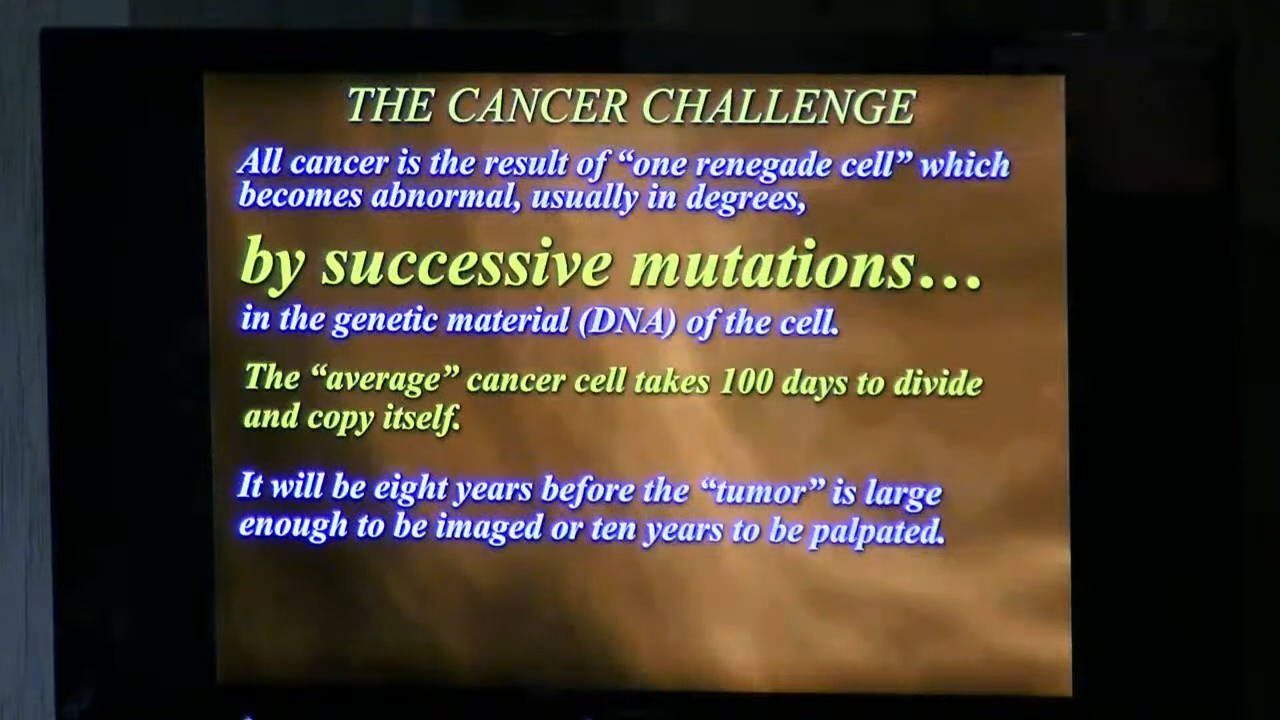 THE CANCER CHALLENGE
All cancer is the result of “one renegade cell” which
becomes abnormal, usually in degrees,
by successive mutations…
in the genetic material (DNA) of the cell.
The “average” cancer cell takes 100 days to divide
and copy itself.
It will be eight years before the “tumor” is large
enough to be imaged or ten years to be palpated.